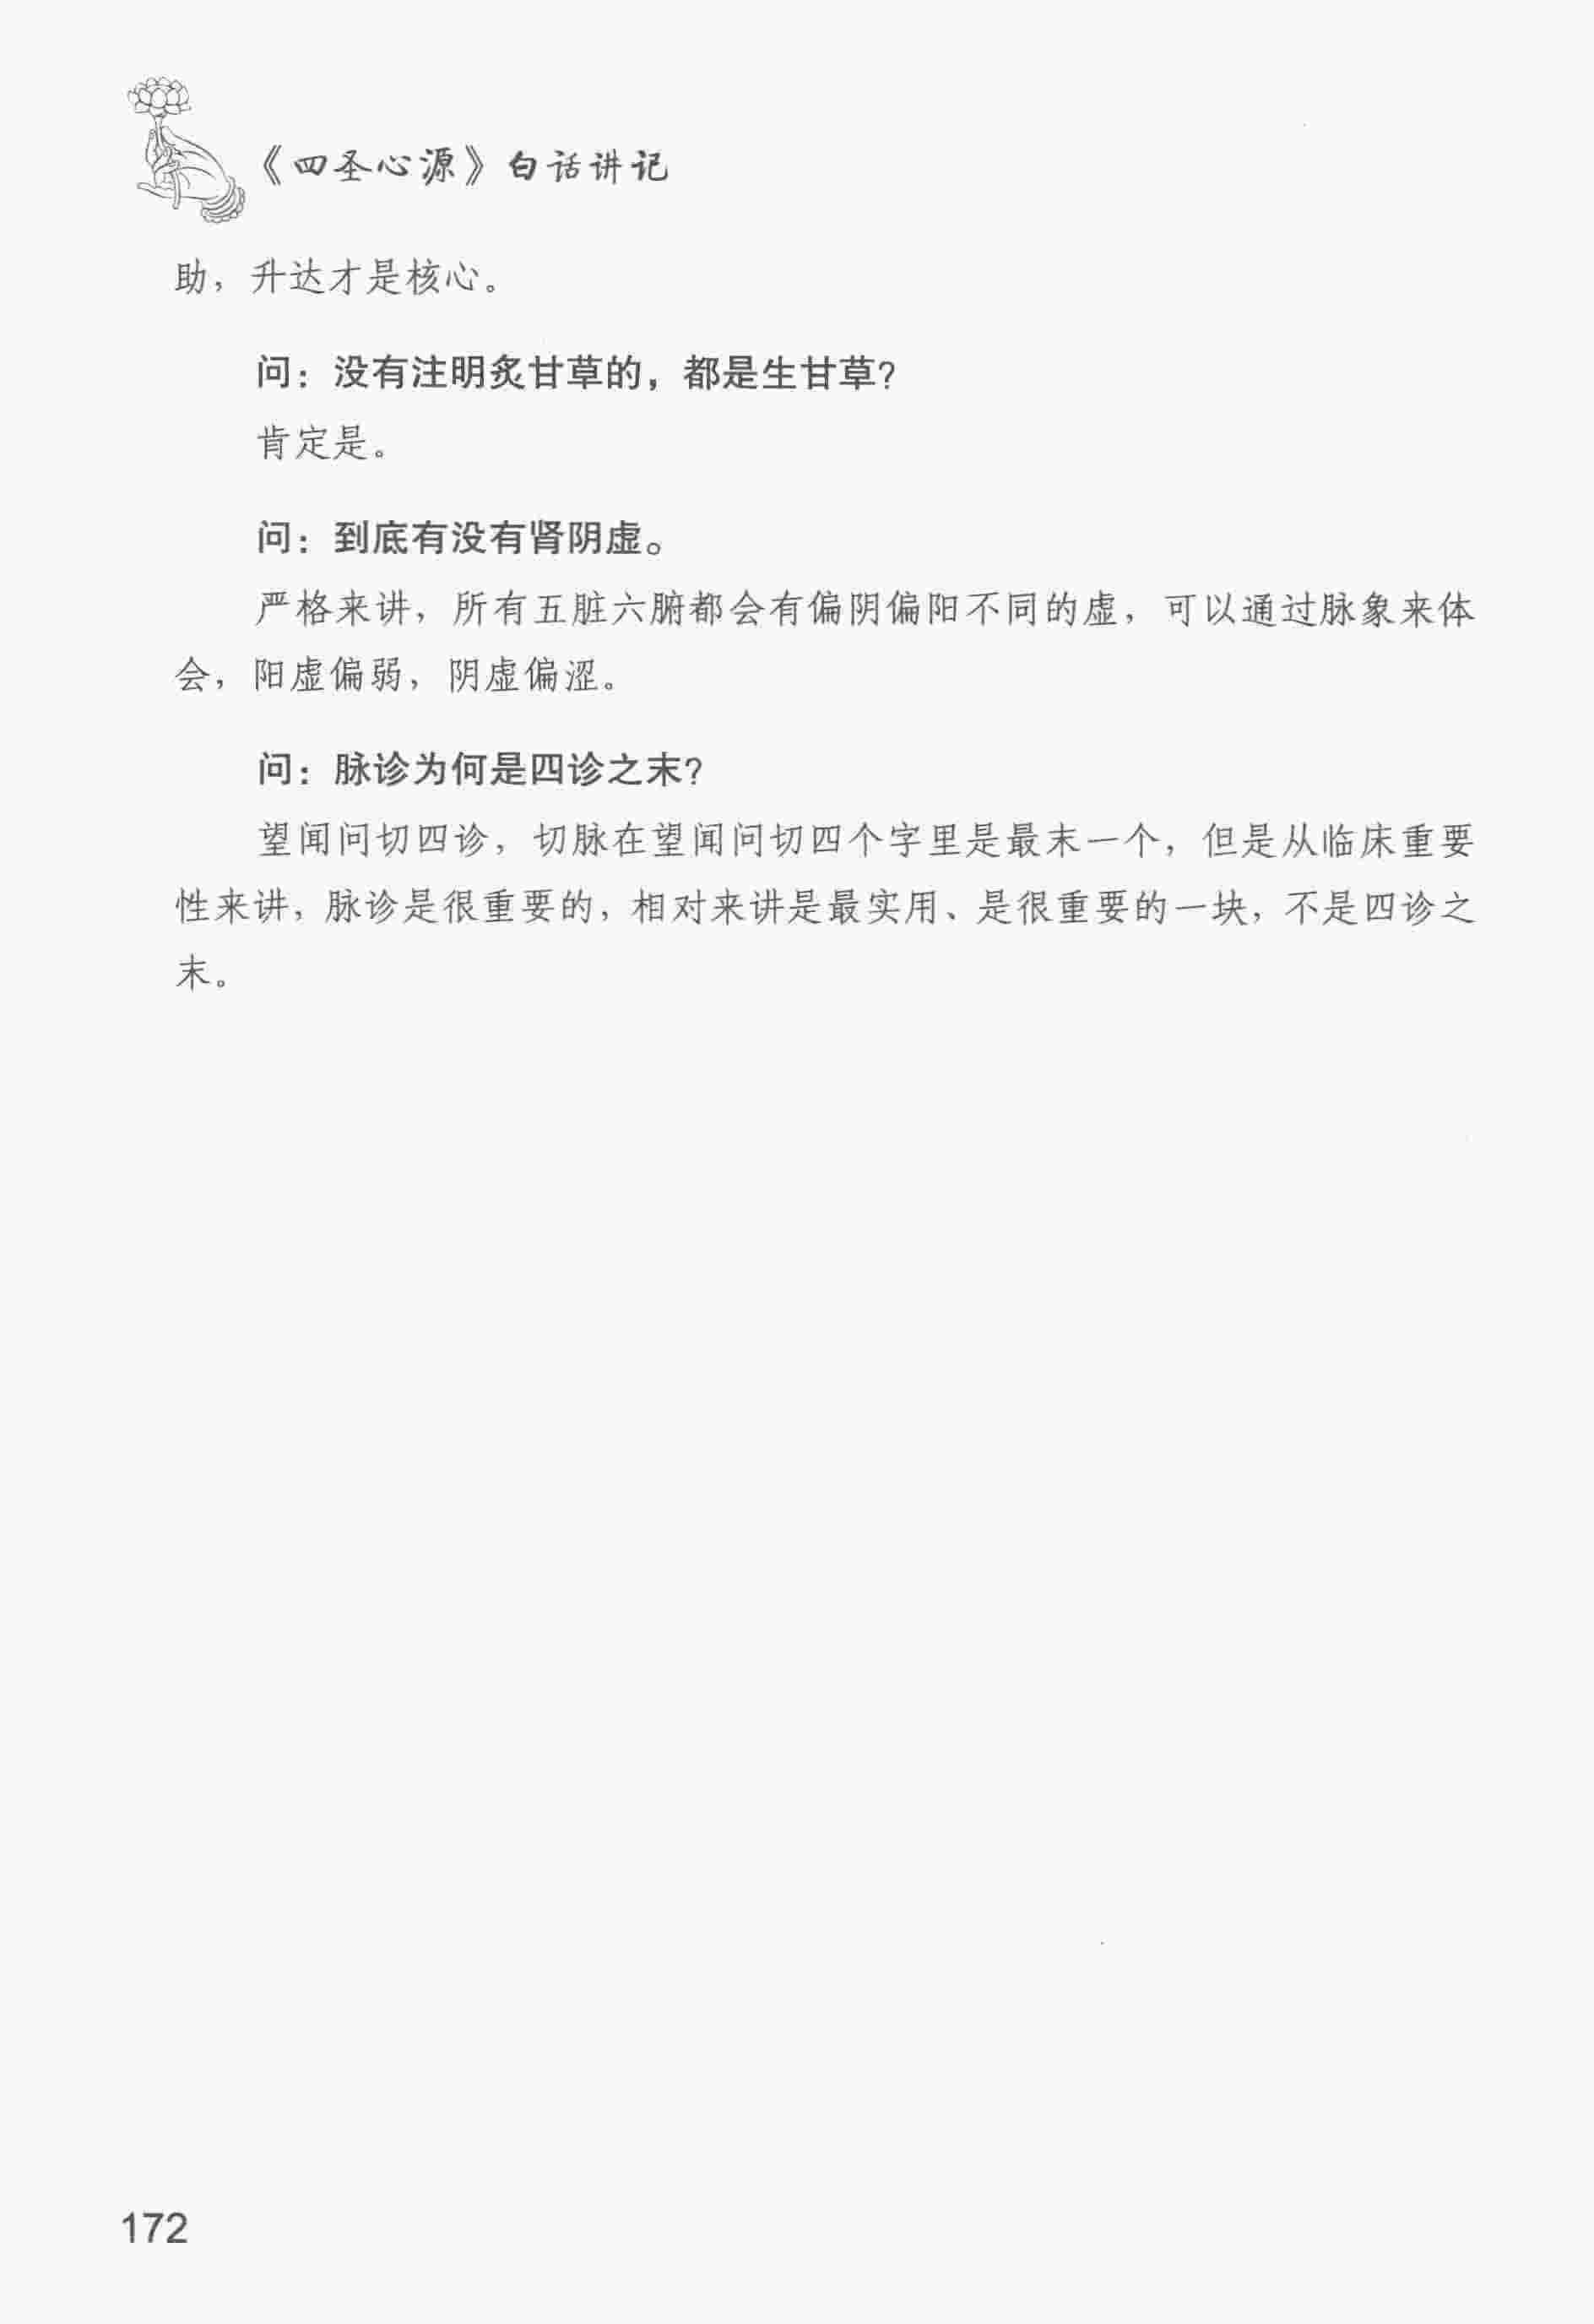 《四圣心源》白话讲记
助，升达才是核心。
问：没有注明炙甘草的，都是生甘草？
肯定是。
问：到底有没有肾阴虚。
严格来讲，所有五脏六腑都会有偏阴偏阳不同的虚，可以通过脉象来体
会，阳虚偏弱，阴虚偏涩。
问：脉诊为何是四诊之末？
望闻问切四诊，切脉在望闻问切四个字里是最末一个，但是从临床重要
性来讲，脉诊是很重要的，相对来讲是最实用、是很重要的一块，不是四诊之
末。
172